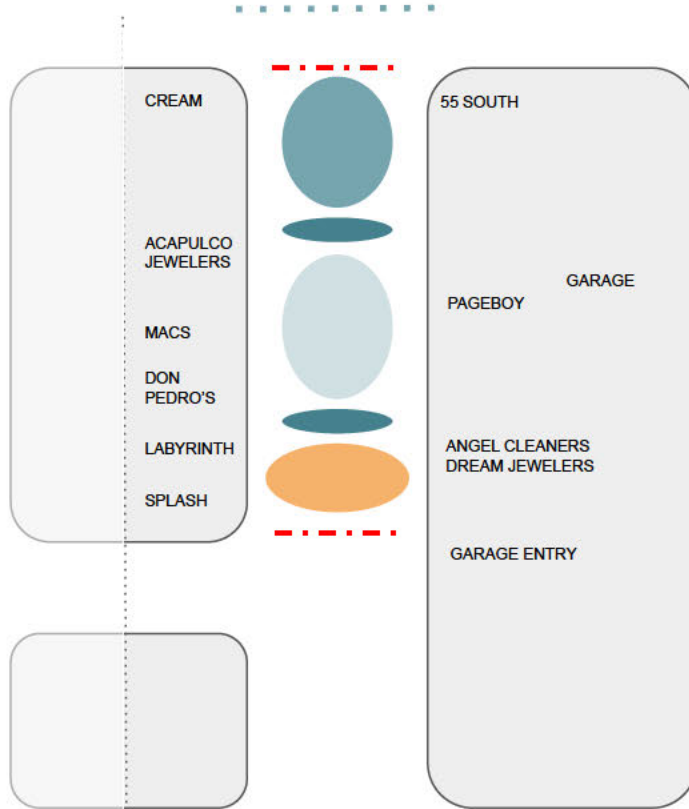 CREAM
55 SOUTH
ACAPULCO
JEWELERS
GARAGE
PAGEBOY
MACS
DON
PEDRO'S
LABYRINTH
ANGEL CLEANERS
DREAM JEWELERS
SPLASH
GARAGE ENTRY